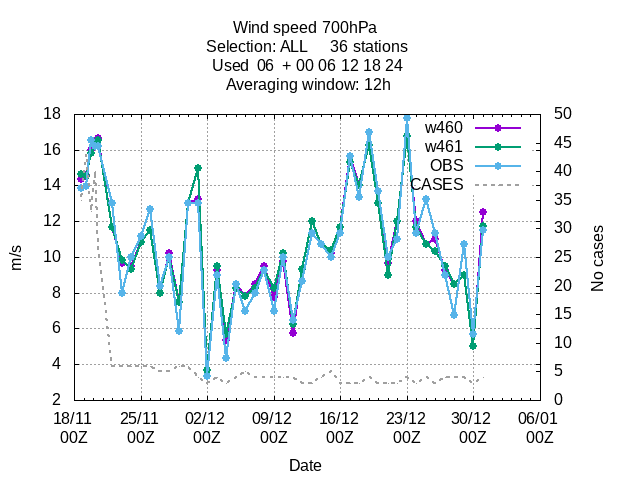 Wind speed 700hPa
Selection: ALL     36 stations
Used  06  + 00 06 12 18 24
Averaging window: 12h
18 50
16 45
14 40
12 35
10 30
8 25
6 20
4 15
2 10
5
0
m/s
No cases
w460
w461
OBS
CASES
18/11 25/11 02/12 09/12 16/12 23/12 30/12 06/01
00Z 00Z 00Z 00Z 00Z 00Z 00Z 00Z
Date